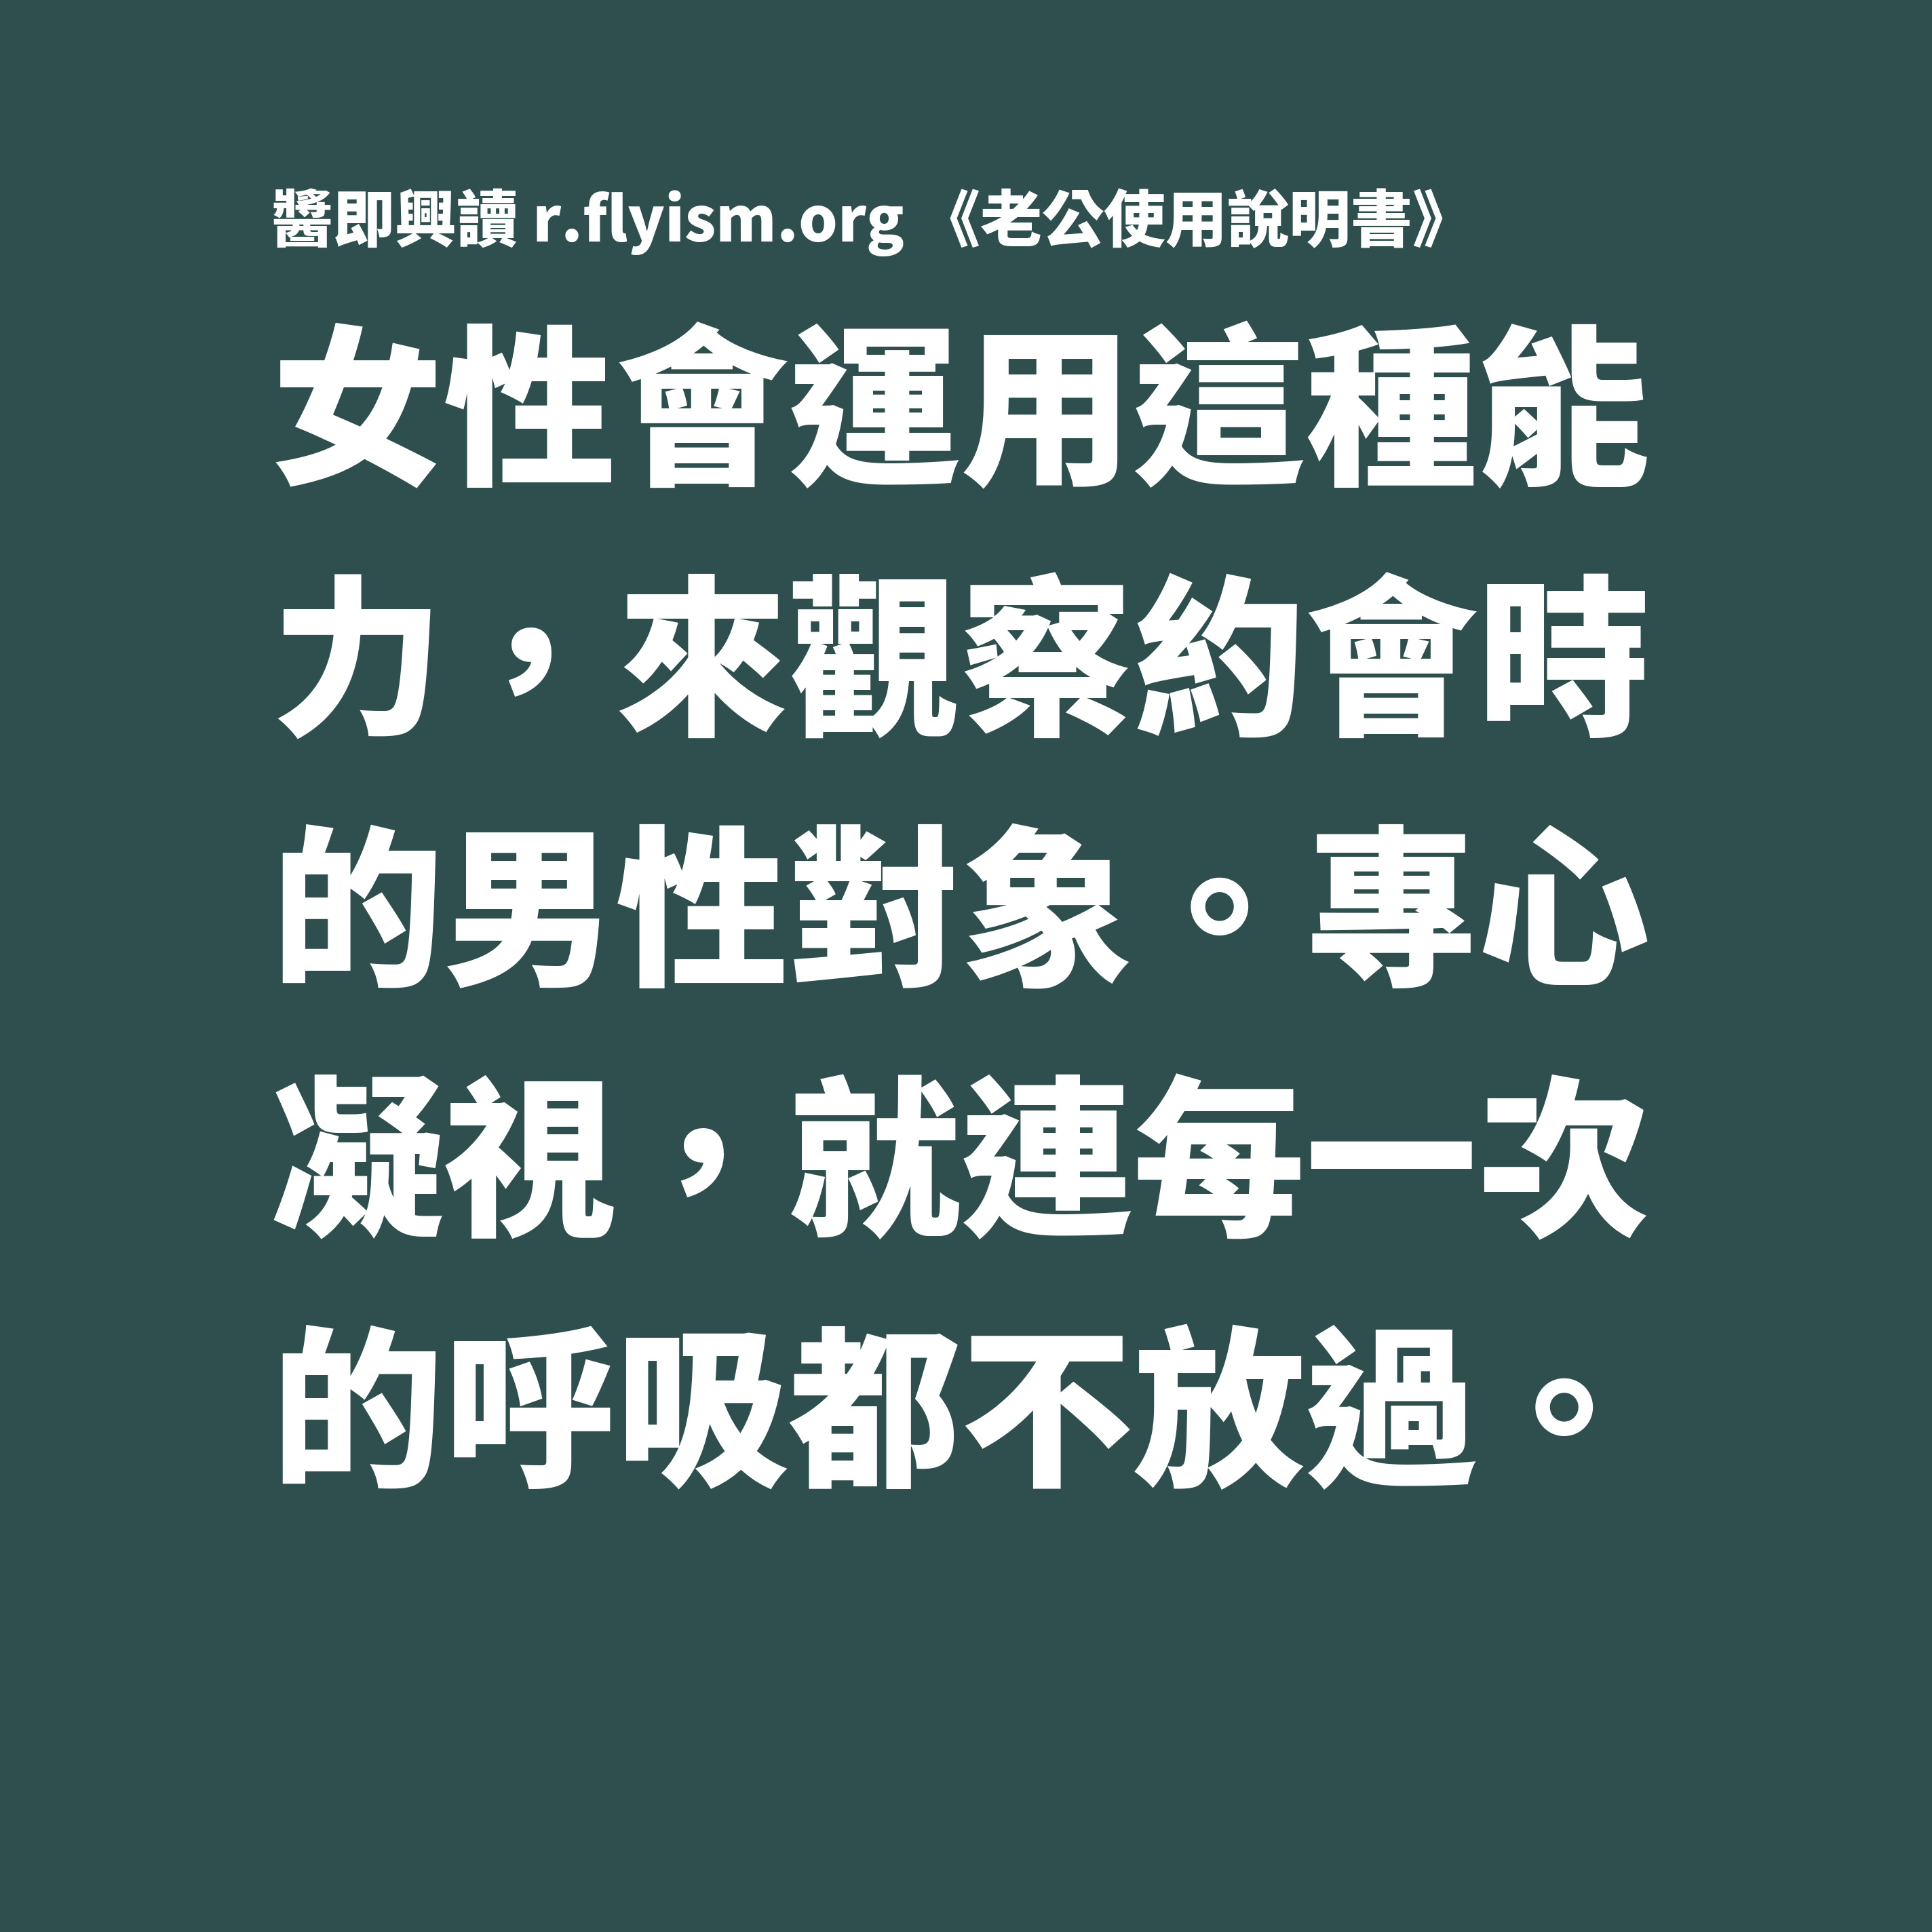 醫即閱讀 r.flyism.org 《老公使用說明書》
女性會運用這種能
力，來觀察約會時
的男性對象。專心
凝視，就連每一次
的呼吸都不放過。